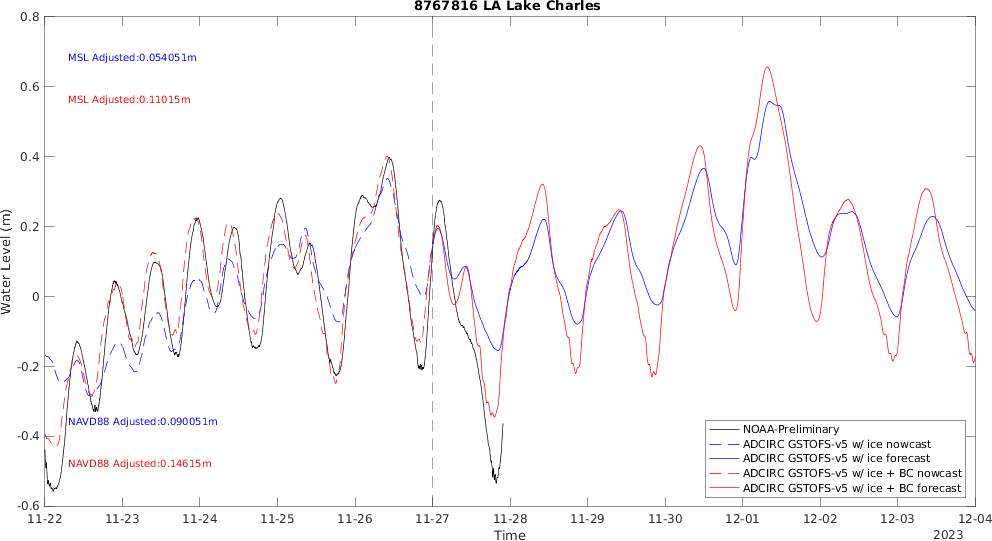 8767816 LA Lake Charles
0.8
0.6
0.4
0.2
0
-0.2
-0.4
-0.6
Water Level (m)
MSL Adjusted:0.054051m
MSL Adjusted:0.11015m
NAVD88 Adjusted:0.090051m
NAVD88 Adjusted:0.14615m
NOAA-Preliminary
ADCIRC GSTOFS-v5 w/ ice nowcast
ADCIRC GSTOFS-v5 w/ ice forecast
ADCIRC GSTOFS-v5 w/ ice + BC nowcast
ADCIRC GSTOFS-v5 w/ ice + BC forecast
11-22 11-23 11-24 11-25 11-26 11-27 11-28 11-29 11-30 12-01 12-02 12-03 12-04
Time
2023